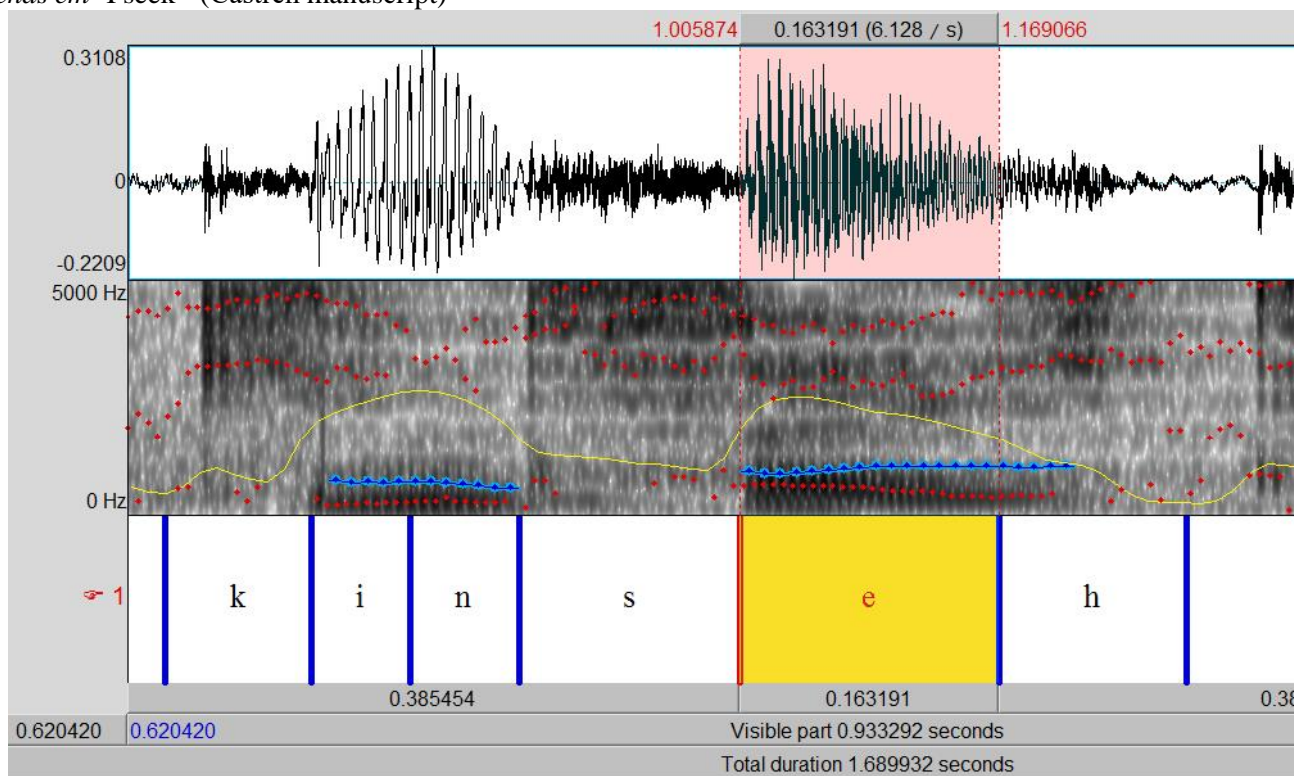 1.005874 0.163191 (6.128 / s) 1.169066
0.3108
0
-0.2209
5000 Hz
0 Hz
1 k i n s e h
0.385454 0.163191
0.620420 0.620420 Visible part 0.933292 seconds
Total duration 1.689932 seconds